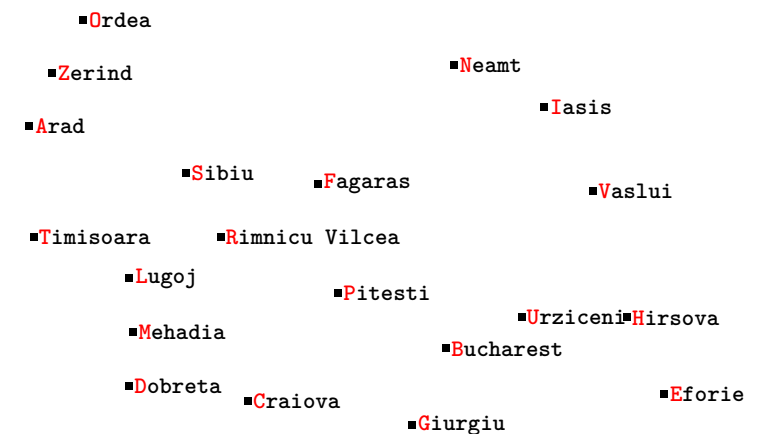 Ordea
Neamt
Zerind
Iasis
Arad
Sibiu
Fagaras
Vaslui
Timisoara
Rimnicu Vilcea
Lugoj
Pitesti
Urziceni
Hirsova
Mehadia
Bucharest
Dobreta
Eforie
Craiova
Giurgiu